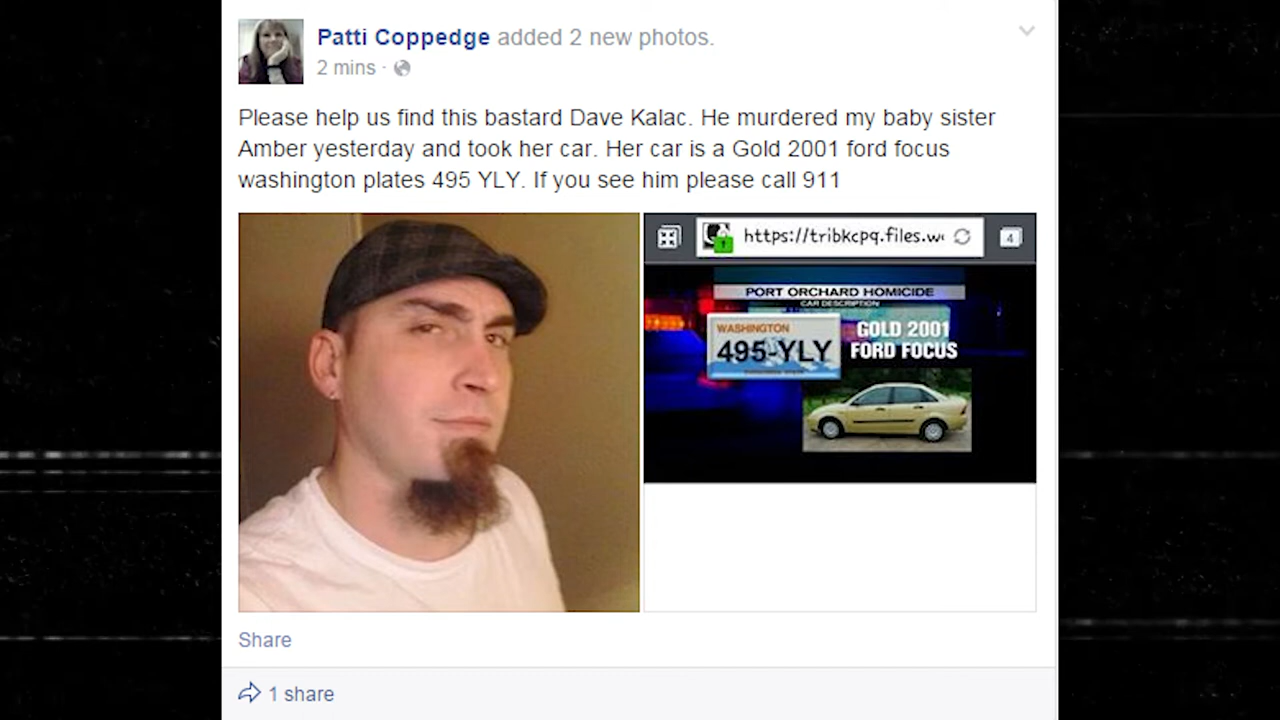 Patti Coppedge added 2 new photos.
2 mins ·
Please help us find this bastard Dave Kalac. He murdered my baby sister
Amber yesterday and took her car. Her car is a Gold 2001 ford focus
washington plates 495 YLY. If you see him please call 911
https://tribkcpq.files.w
4
PORT ORCHARD HOMICIDE
CAR DESCRIPTION
WASHINGTON
495-YLY
GOLD 2001
FORD FOCUS
Share
1 share